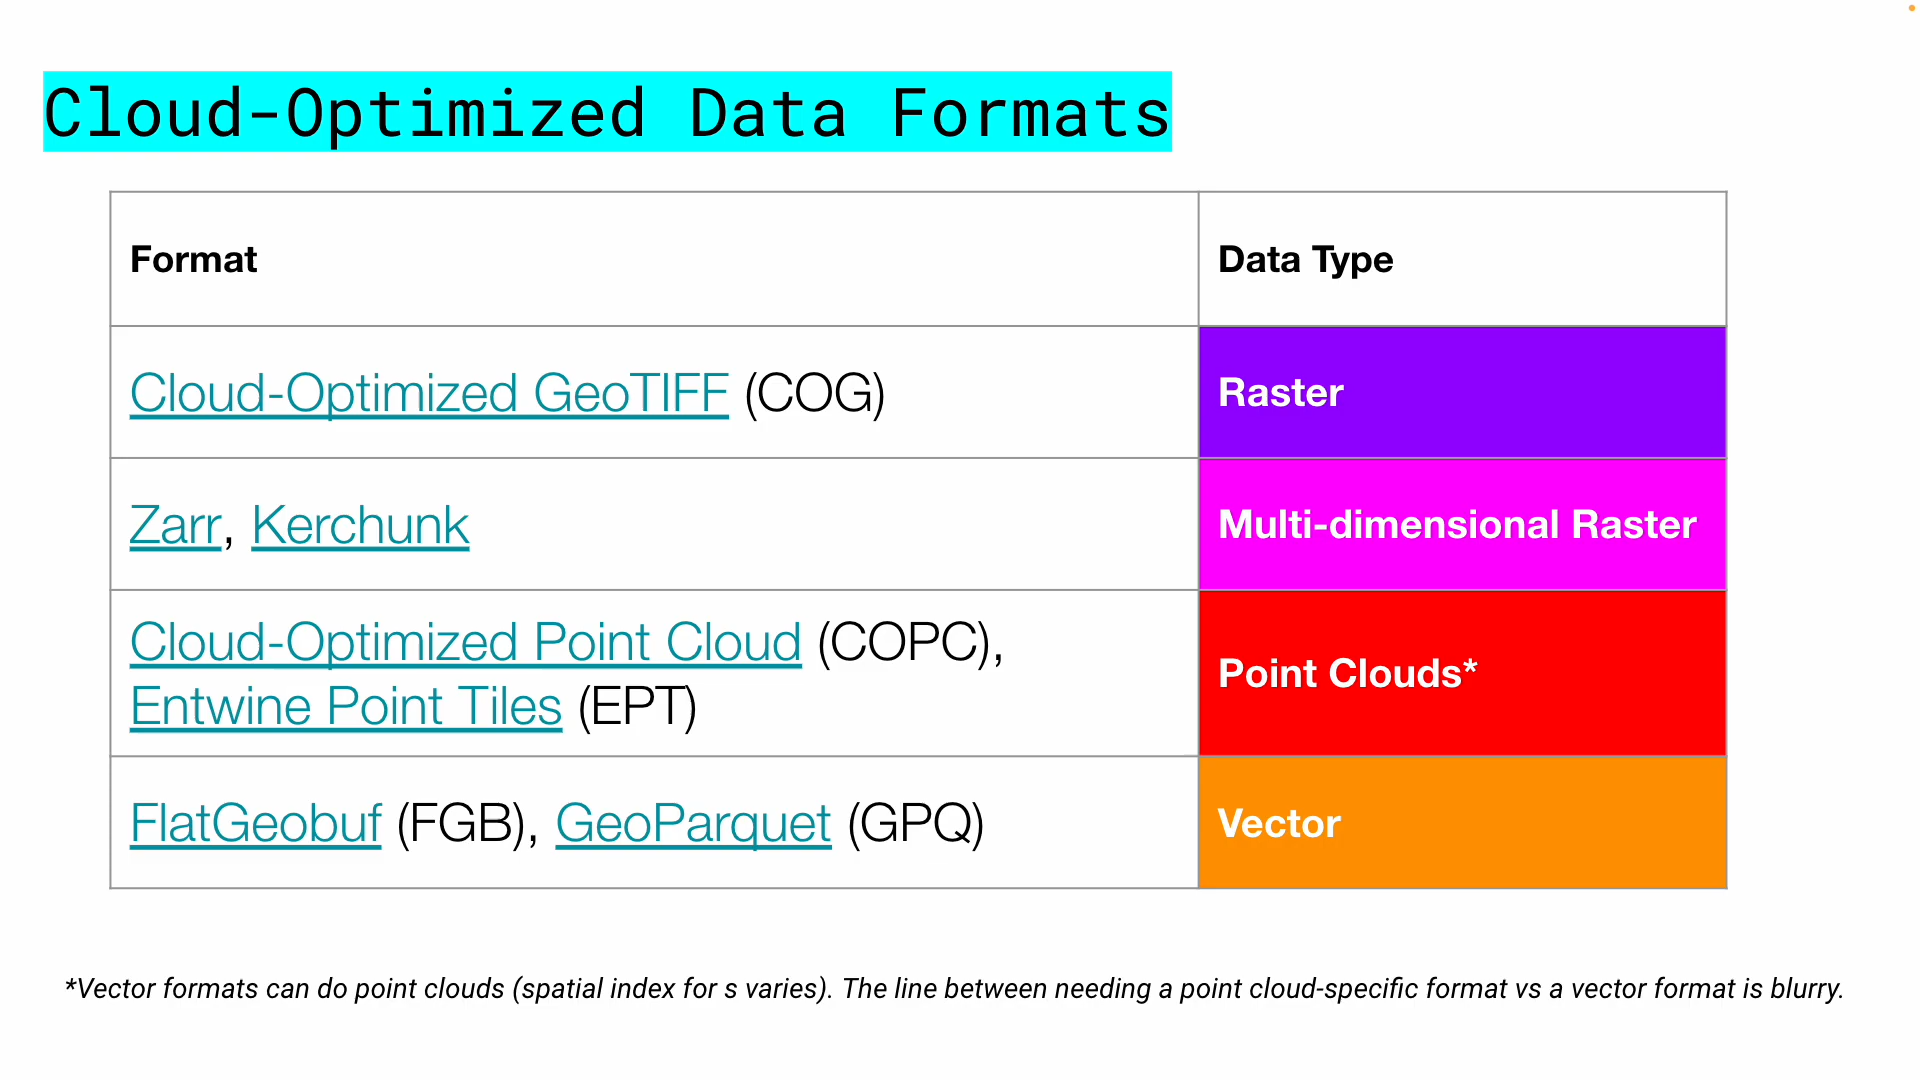 Cloud-Optimized Data Formats
Format
Data Type
Cloud-Optimized GeoTIFF (COG)
Raster
Zarr, Kerchunk
Multi-dimensional Raster
Cloud-Optimized Point Cloud (COPC),
Entwine Point Tiles (EPT)
Point Clouds*
FlatGeobuf (FGB), GeoParquet (GPQ)
Vector
*Vector formats can do point clouds (spatial index for s varies). The line between needing a point cloud-specific format vs a vector format is blurry.